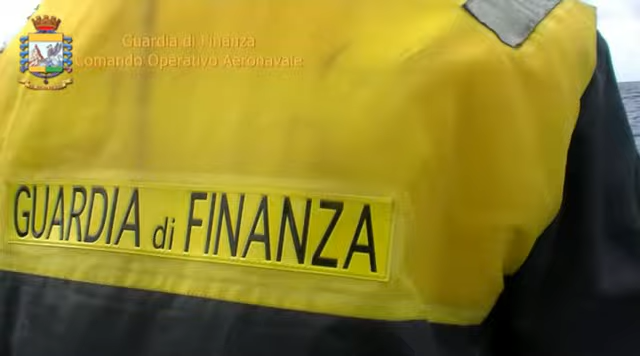 Guardia di Finanza
Comando Operativo Aeronavale
GUARDIA di FINANZA